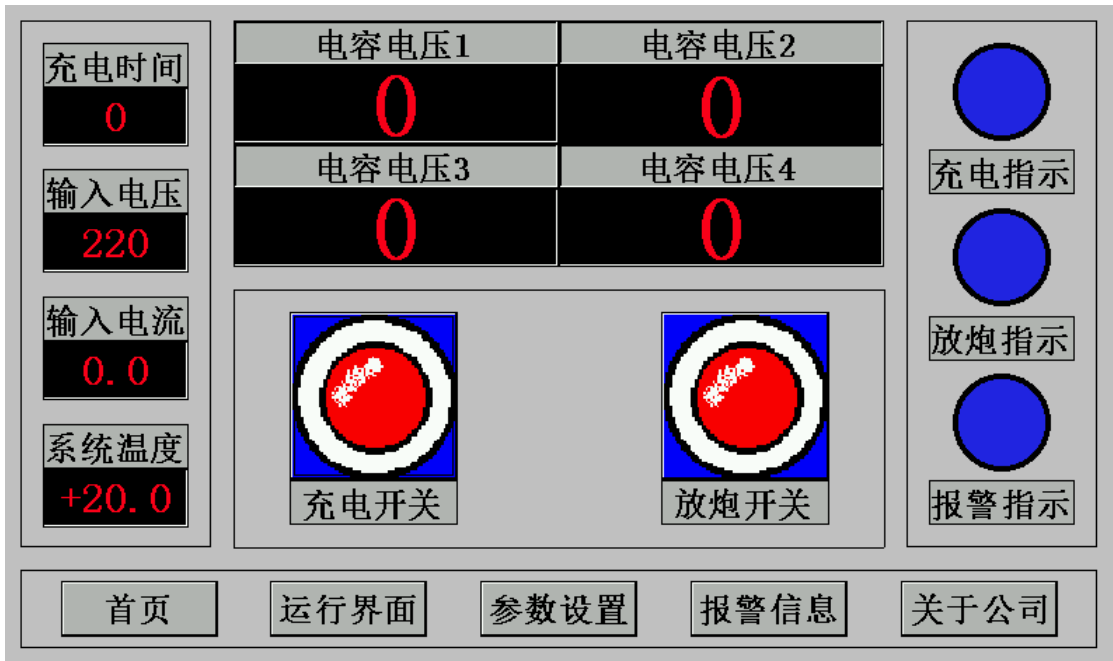 充电时间
0
输入电压
220
输入电流
0.0
系统温度
+20.0
电容电压1
电容电压2
0
0
电容电压3
电容电压4
0
0
充电开关
放炮开关
充电指示
放炮指示
报警指示
首页
运行界面
参数设置
报警信息
关于公司